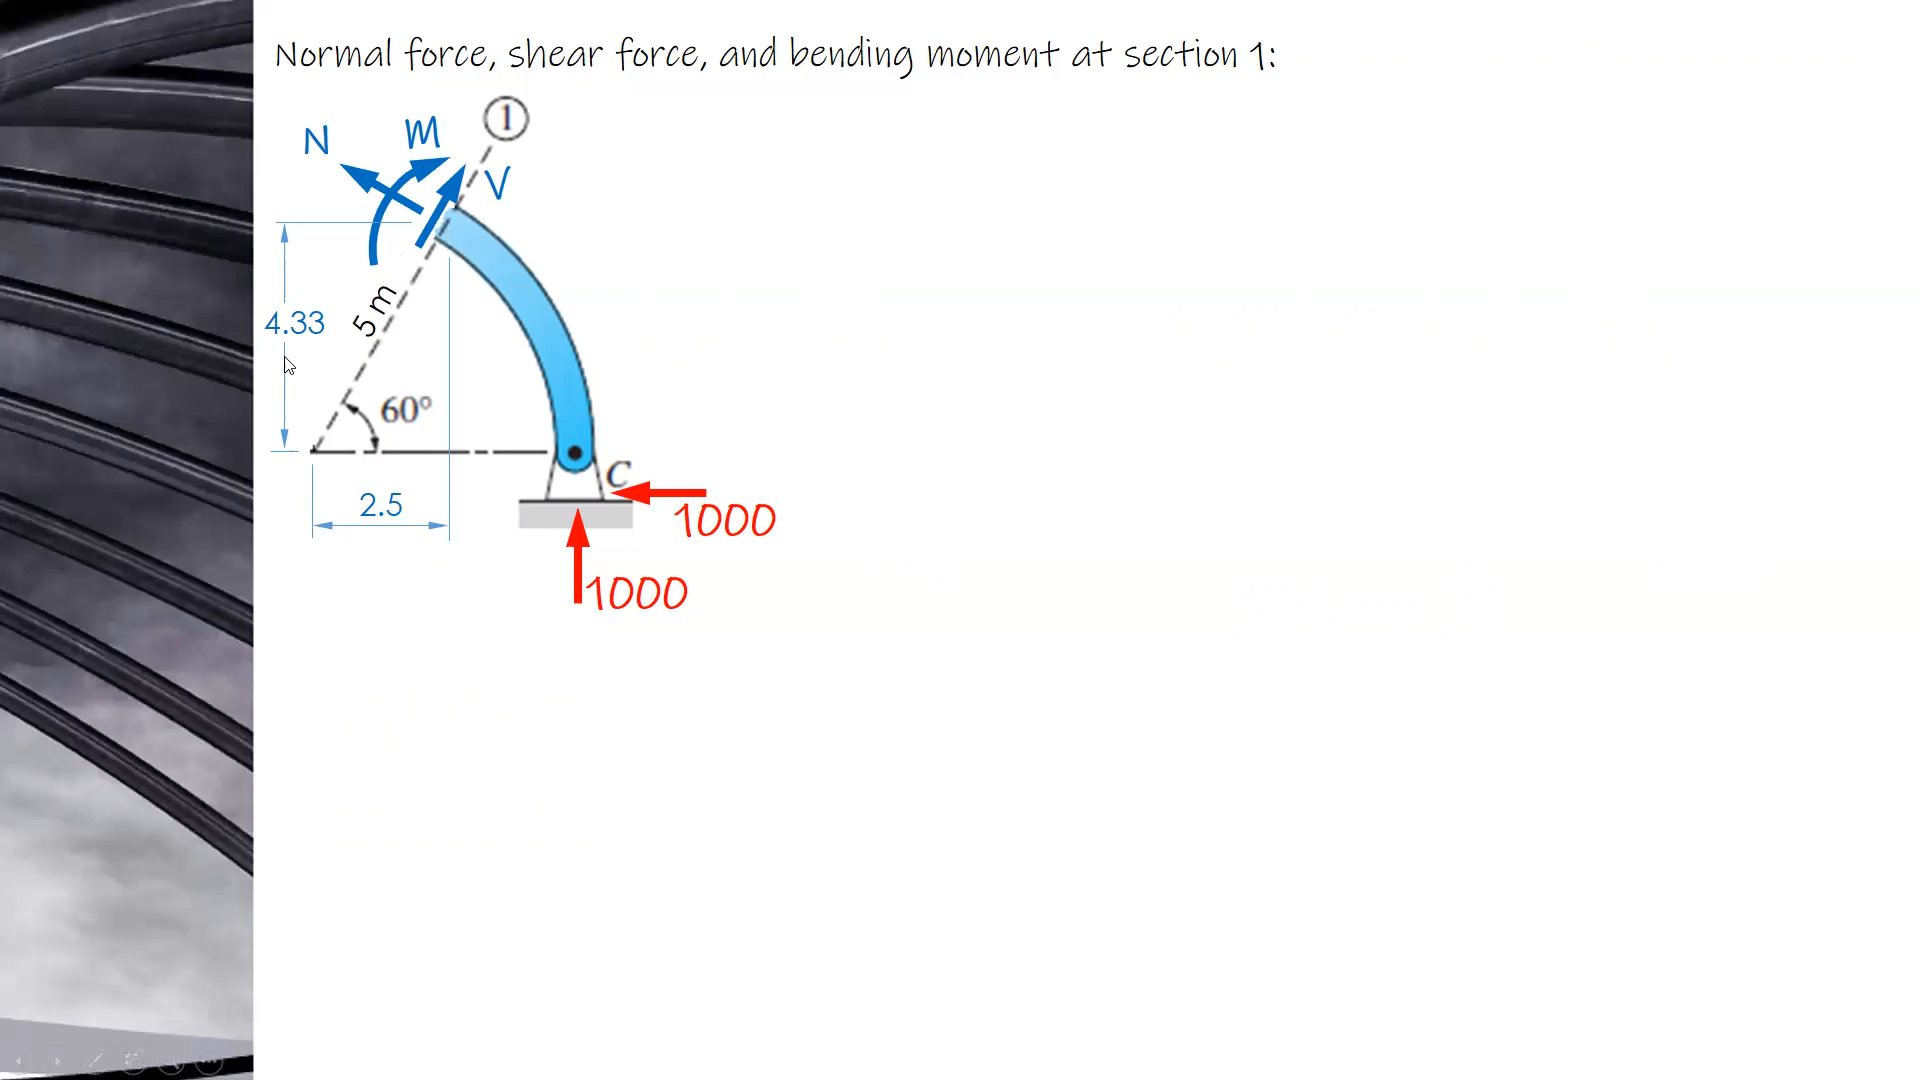 Normal force, shear force, and bending moment at section 1:
1
N
M
V
4.33
5 m
60°
C
2.5
1000
1000